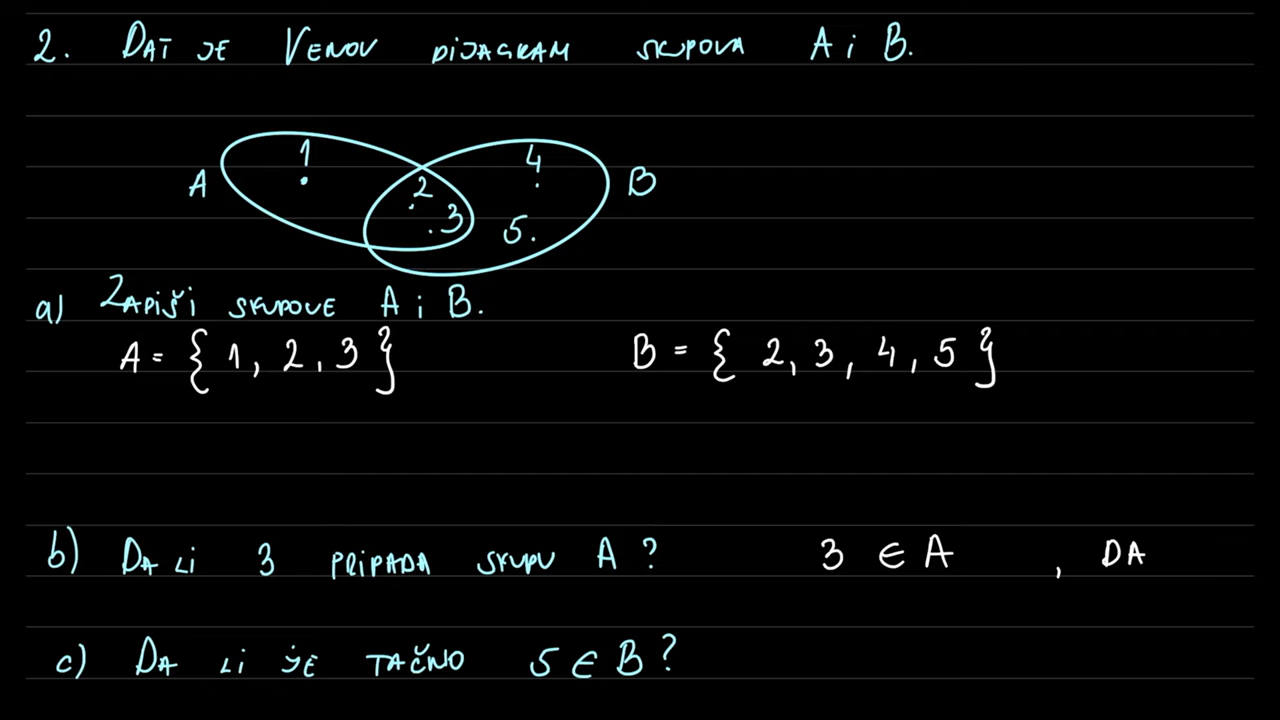 2. DAT JE VENOV DIJAGRAM SKUPOVA A i B.
1 4
A 2 B
3 5
a) ZAPIŠI SKUPOVE A i B.
A = { 1, 2, 3 } B = { 2, 3, 4, 5 }
b) DA LI 3 PRIPADA SKUPU A? 3 ∈ A , DA
c) DA LI JE TAČNO 5 ∈ B?